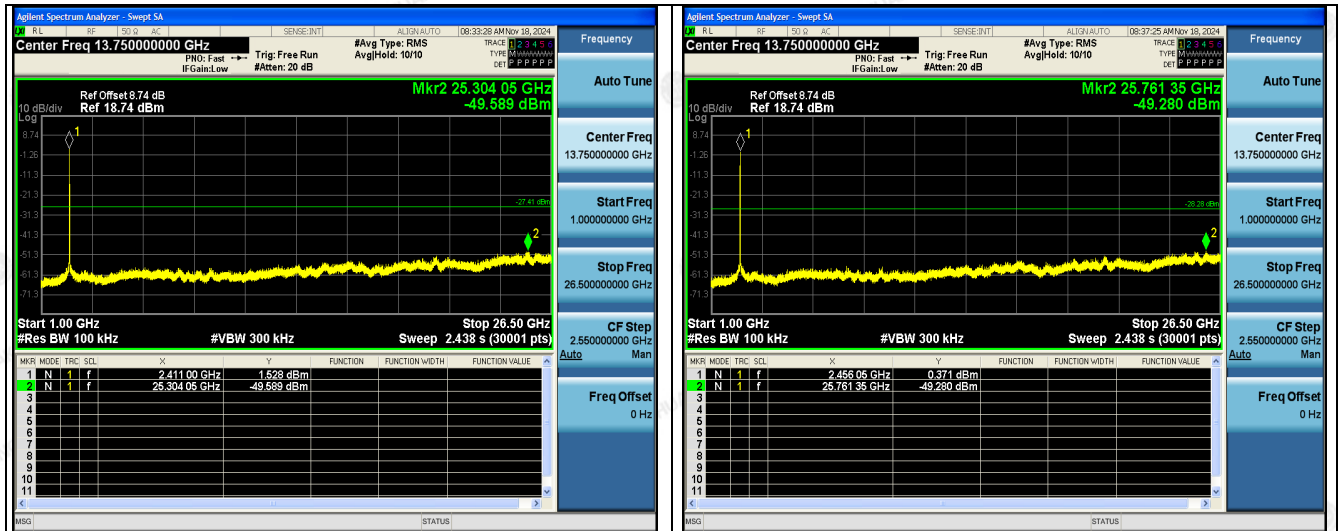 Agilent Spectrum Analyzer - Swept SA
RL RF 50 Ω AC SENSE:INT ALIGNAUTO 08:33:28 AM Nov 18, 2024
Center Freq 13.750000000 GHz
PNO: Fast
IFGain:Low
Trig: Free Run
#Atten: 20 dB
#Avg Type: RMS
Avg|Hold: 10/10
TRACE 1 2 3 4 5 6
TYPE M W W W W W
DET P P P P P P
Ref Offset 8.74 dB
10 dB/div Ref 18.74 dBm
Log
Mkr2 25.304 05 GHz
-49.589 dBm
8.74
-1.26
-11.3
-21.3
-31.3
-41.3
-51.3
-61.3
-71.3
1
-27.41 dBm
2
Start 1.00 GHz Stop 26.50 GHz
#Res BW 100 kHz #VBW 300 kHz Sweep 2.438 s (30001 pts)
MKR MODE TRC SCL X Y FUNCTION FUNCTION WIDTH FUNCTION VALUE
1 N 1 f 2.411 00 GHz 1.528 dBm
2 N 1 f 25.304 05 GHz -49.589 dBm
3
4
5
6
7
8
9
10
11
MSG STATUS
Frequency
Auto Tune
Center Freq
13.750000000 GHz
Start Freq
1.000000000 GHz
Stop Freq
26.500000000 GHz
CF Step
2.550000000 GHz
Auto Man
Freq Offset
0 Hz
Agilent Spectrum Analyzer - Swept SA
RL RF 50 Ω AC SENSE:INT ALIGNAUTO 08:37:25 AM Nov 18, 2024
Center Freq 13.750000000 GHz
PNO: Fast
IFGain:Low
Trig: Free Run
#Atten: 20 dB
#Avg Type: RMS
Avg|Hold: 10/10
TRACE 1 2 3 4 5 6
TYPE M W W W W W
DET P P P P P P
Ref Offset 8.74 dB
10 dB/div Ref 18.74 dBm
Log
Mkr2 25.761 35 GHz
-49.280 dBm
8.74
-1.26
-11.3
-21.3
-31.3
-41.3
-51.3
-61.3
-71.3
1
-28.28 dBm
2
Start 1.00 GHz Stop 26.50 GHz
#Res BW 100 kHz #VBW 300 kHz Sweep 2.438 s (30001 pts)
MKR MODE TRC SCL X Y FUNCTION FUNCTION WIDTH FUNCTION VALUE
1 N 1 f 2.456 05 GHz 0.371 dBm
2 N 1 f 25.761 35 GHz -49.280 dBm
3
4
5
6
7
8
9
10
11
MSG STATUS
Frequency
Auto Tune
Center Freq
13.750000000 GHz
Start Freq
1.000000000 GHz
Stop Freq
26.500000000 GHz
CF Step
2.550000000 GHz
Auto Man
Freq Offset
0 Hz